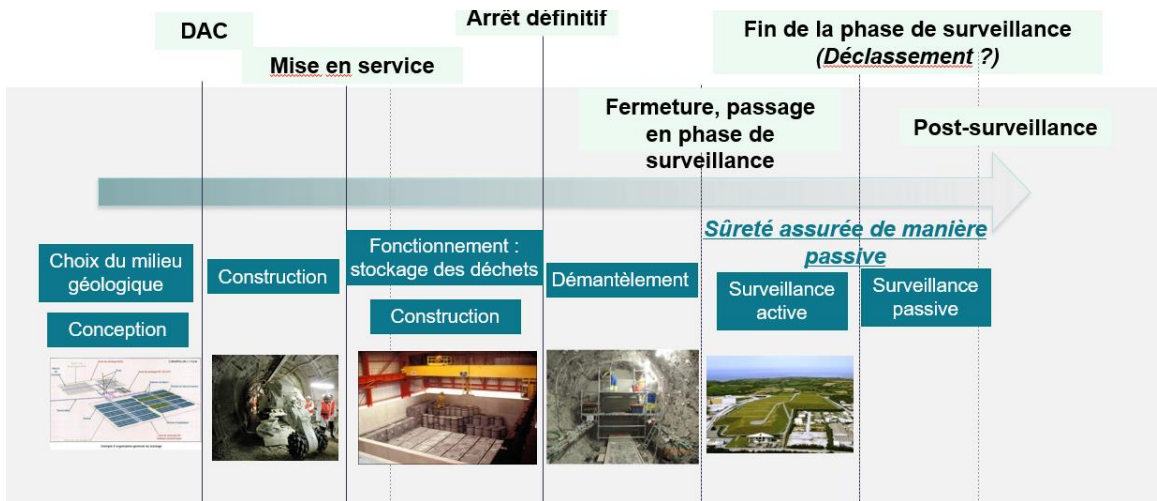 DAC
Mise en service
Arrêt définitif
Fin de la phase de surveillance
(Déclassement ?)
Fermeture, passage
en phase de
surveillance
Post-surveillance
Sûreté assurée de manière
passive
Choix du milieu
géologique
Conception
Construction
Fonctionnement :
stockage des déchets
Construction
Démantèlement
Surveillance
active
Surveillance
passive